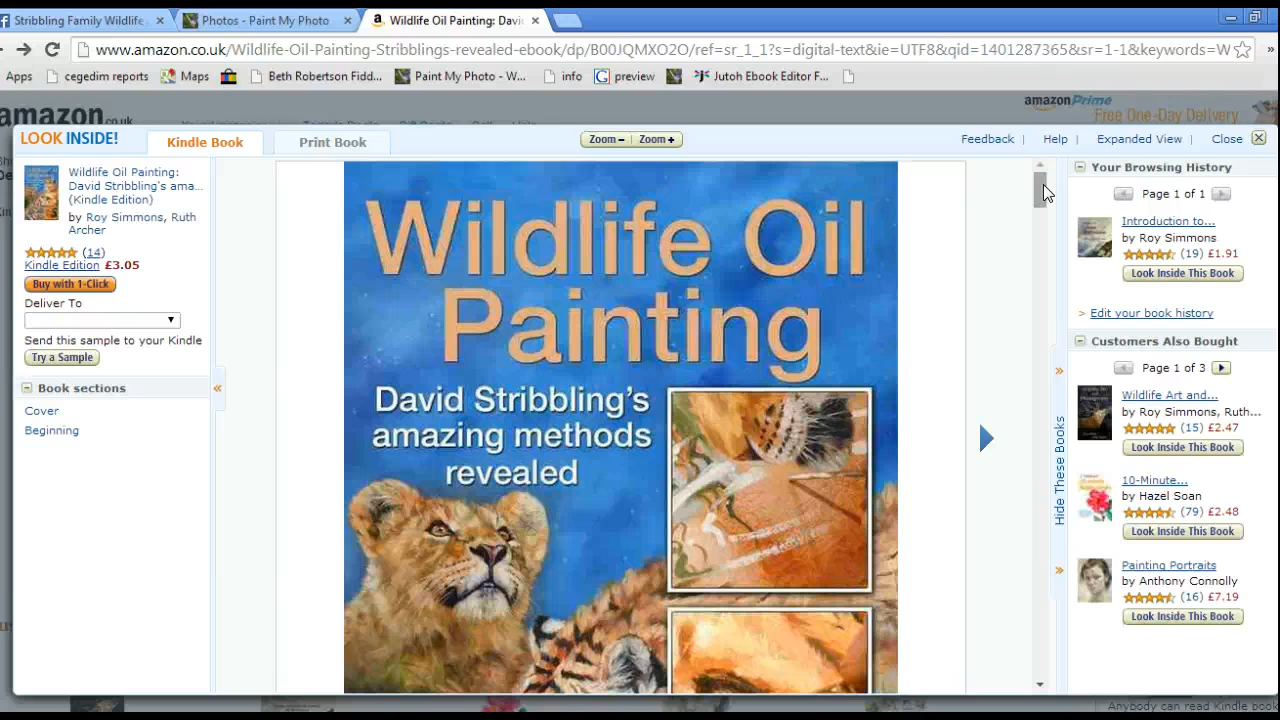 Stribbling Family Wildlife
Photos - Paint My Photo
Wildlife Oil Painting: Davi
www.amazon.co.uk/Wildlife-Oil-Painting-Stribblings-revealed-ebook/dp/B00JQMXO2O/ref=sr_1_1?s=digital-text&ie=UTF8&qid=1401287365&sr=1-1&keywords=W
Apps
cegedim reports
Maps
Beth Robertson Fidd...
Paint My Photo - W...
info
preview
Jutoh Ebook Editor F...
amazon.co.uk
amazonPrime
Free One-Day Delivery
LOOK INSIDE!
Kindle Book
Print Book
Zoom −
Zoom +
Feedback
Help
Expanded View
Close
Wildlife Oil Painting:
David Stribbling's ama...
(Kindle Edition)
by Roy Simmons, Ruth
Archer
(14)
Kindle Edition £3.05
Buy with 1-Click
Deliver To
Send this sample to your Kindle
Try a Sample
Book sections
Cover
Beginning
Wildlife Oil
Painting
David Stribbling's
amazing methods
revealed
Hide These Books
Your Browsing History
Page 1 of 1
Introduction to...
by Roy Simmons
(19) £1.91
Look Inside This Book
> Edit your book history
Customers Also Bought
Page 1 of 3
Wildlife Art and...
by Roy Simmons, Ruth...
(15) £2.47
Look Inside This Book
10-Minute...
by Hazel Soan
(79) £2.48
Look Inside This Book
Painting Portraits
by Anthony Connolly
(16) £7.19
Look Inside This Book
Anybody can read Kindle book